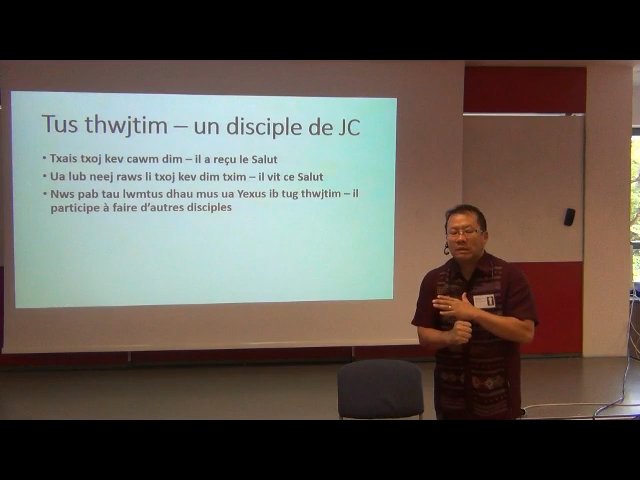 Tus thwjtim – un disciple de JC
• Txais txoj kev cawm dim – il a reçu le Salut
• Ua lub neej raws li txoj kev dim txim – il vit ce Salut
• Nws pab tau lwmtus dhau mus ua Yexus ib tug thwjtim – il
participe à faire d'autres disciples